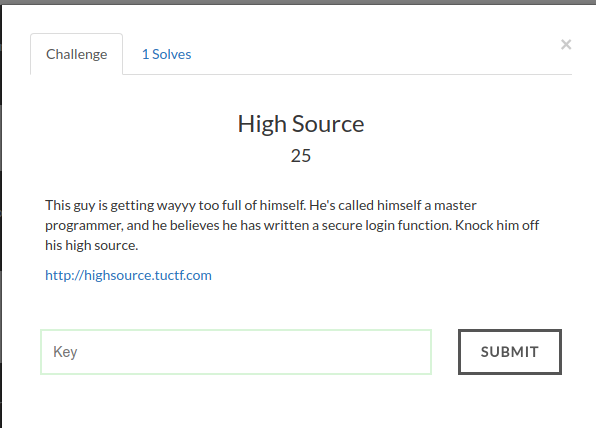 ×
Challenge
1 Solves
High Source
25
This guy is getting wayyy too full of himself. He's called himself a master
programmer, and he believes he has written a secure login function. Knock him off
his high source.
http://highsource.tuctf.com
Key
SUBMIT